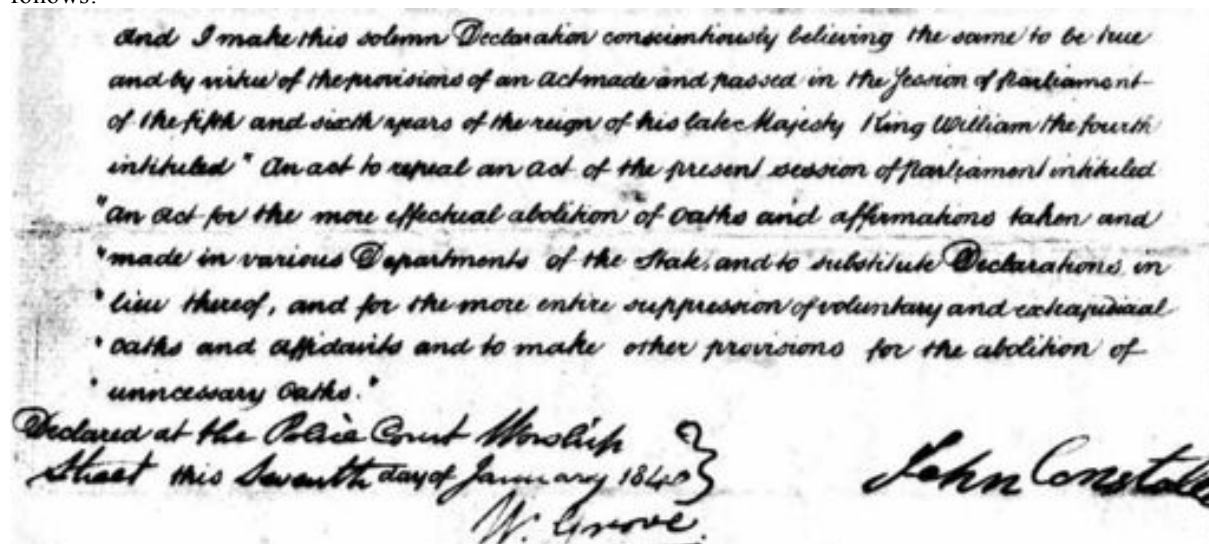 follows:
And I make this solemn Declaration conscientiously believing the same to be true
and by virtue of the provisions of an Act made and passed in the Session of Parliament
of the fifth and sixth years of the reign of his late Majesty King William the fourth
intituled "An act to repeal an act of the present session of Parliament intituled
"An Act for the more effectual abolition of Oaths and affirmations taken and
"made in various Departments of the State, and to substitute Declarations in
"lieu thereof, and for the more entire suppression of voluntary and extrajudicial
"oaths and affidavits and to make other provisions for the abolition of
"unncessary Oaths."
Declared at the Police Court Worship
Street this Seventh day of January 184
John
W. Grove.